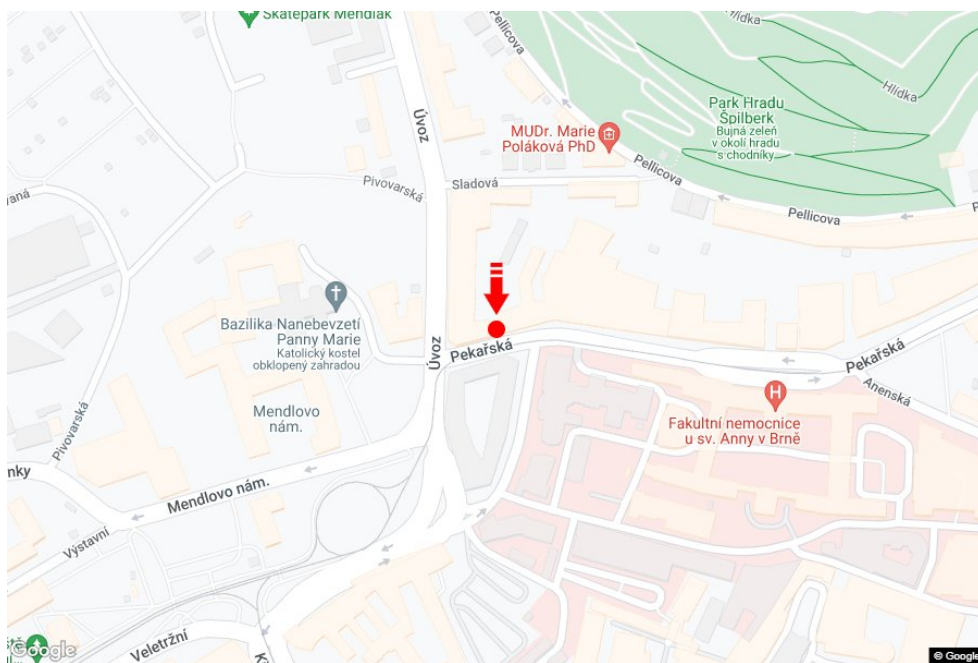 Skatepark Mendlák
Úvoz
Pellicova
Hlídka
Hlídka
Park Hradu
Špilberk
Bujná zeleň
v okolí hradu
s chodníky
MUDr. Marie
Poláková PhD
Pellicova
Pivovarská
Sladová
Pellicova
Bazilika Nanebevzetí
Panny Marie
Katolický kostel
obklopený zahradou
Úvoz
Pekařská
Pekařská
Anenská
Fakultní nemocnice
u sv. Anny v Brně
Mendlovo
nám.
Pivovarská
Mendlovo nám.
Výstavní
Veletržní
Google
© Google